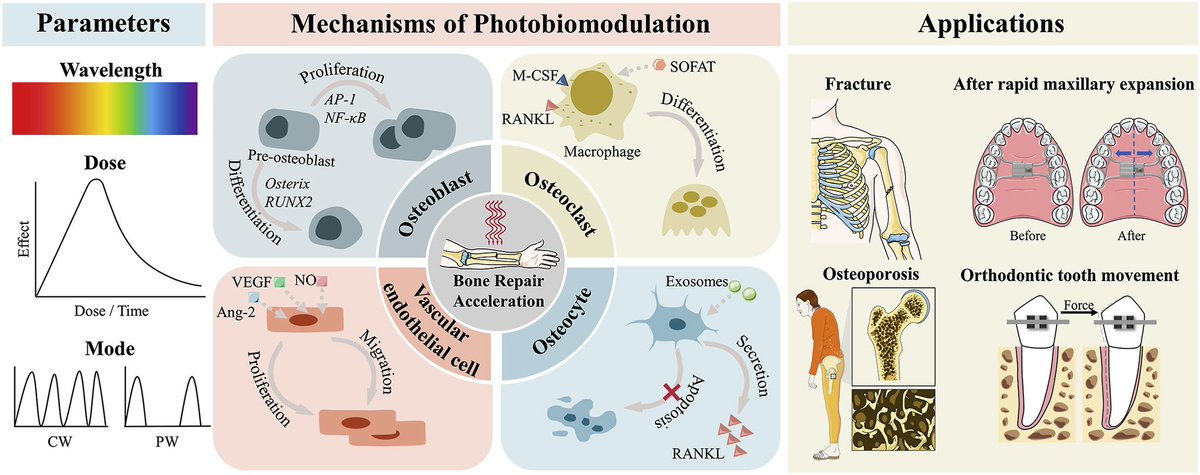 Parameters
Wavelength
Dose
Effect
Dose / Time
Mode
CW
PW
Mechanisms of Photobiomodulation
Proliferation
AP-1
NF-κB
Pre-osteoblast
Differentiation
Osterix
RUNX2
Osteoblast
M-CSF
RANKL
SOFAT
Macrophage
Differentiation
Osteoclast
Bone Repair
Acceleration
VEGF
NO
Ang-2
Proliferation
Migration
Vascular
endothelial cell
Exosomes
Apoptosis
Secretion
RANKL
Osteocyte
Applications
Fracture
After rapid maxillary expansion
Before
After
Osteoporosis
Orthodontic tooth movement
Force